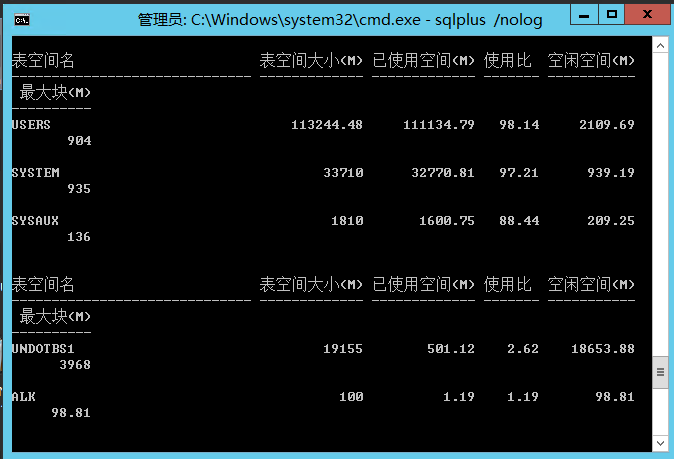 管理员: C:\Windows\system32\cmd.exe - sqlplus /nolog
表空间名 表空间大小(M) 已使用空间(M) 使用比 空闲空间(M)
最大块(M)
USERS 113244.48 111134.79 98.14 2109.69
904
SYSTEM 33710 32770.81 97.21 939.19
935
SYSAUX 1810 1600.75 88.44 209.25
136
表空间名 表空间大小(M) 已使用空间(M) 使用比 空闲空间(M)
最大块(M)
UNDOTBS1 19155 501.12 2.62 18653.88
3968
ALK 100 1.19 1.19 98.81
98.81